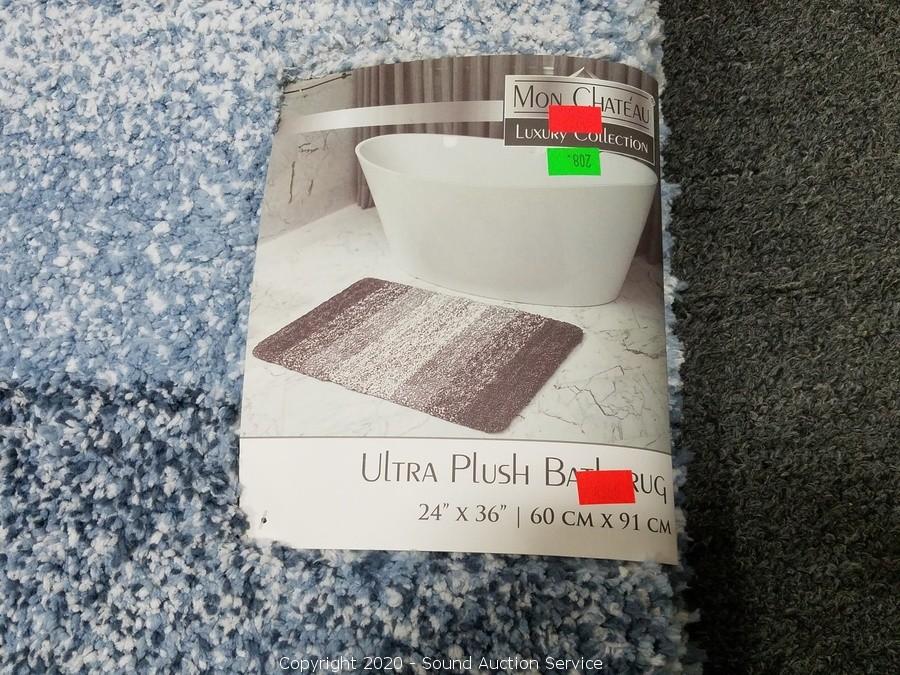 Mon Chateau
Luxury Collection
208.
Ultra Plush Bath Rug
24" x 36" | 60 cm x 91 cm
Copyright 2020 - Sound Auction Service